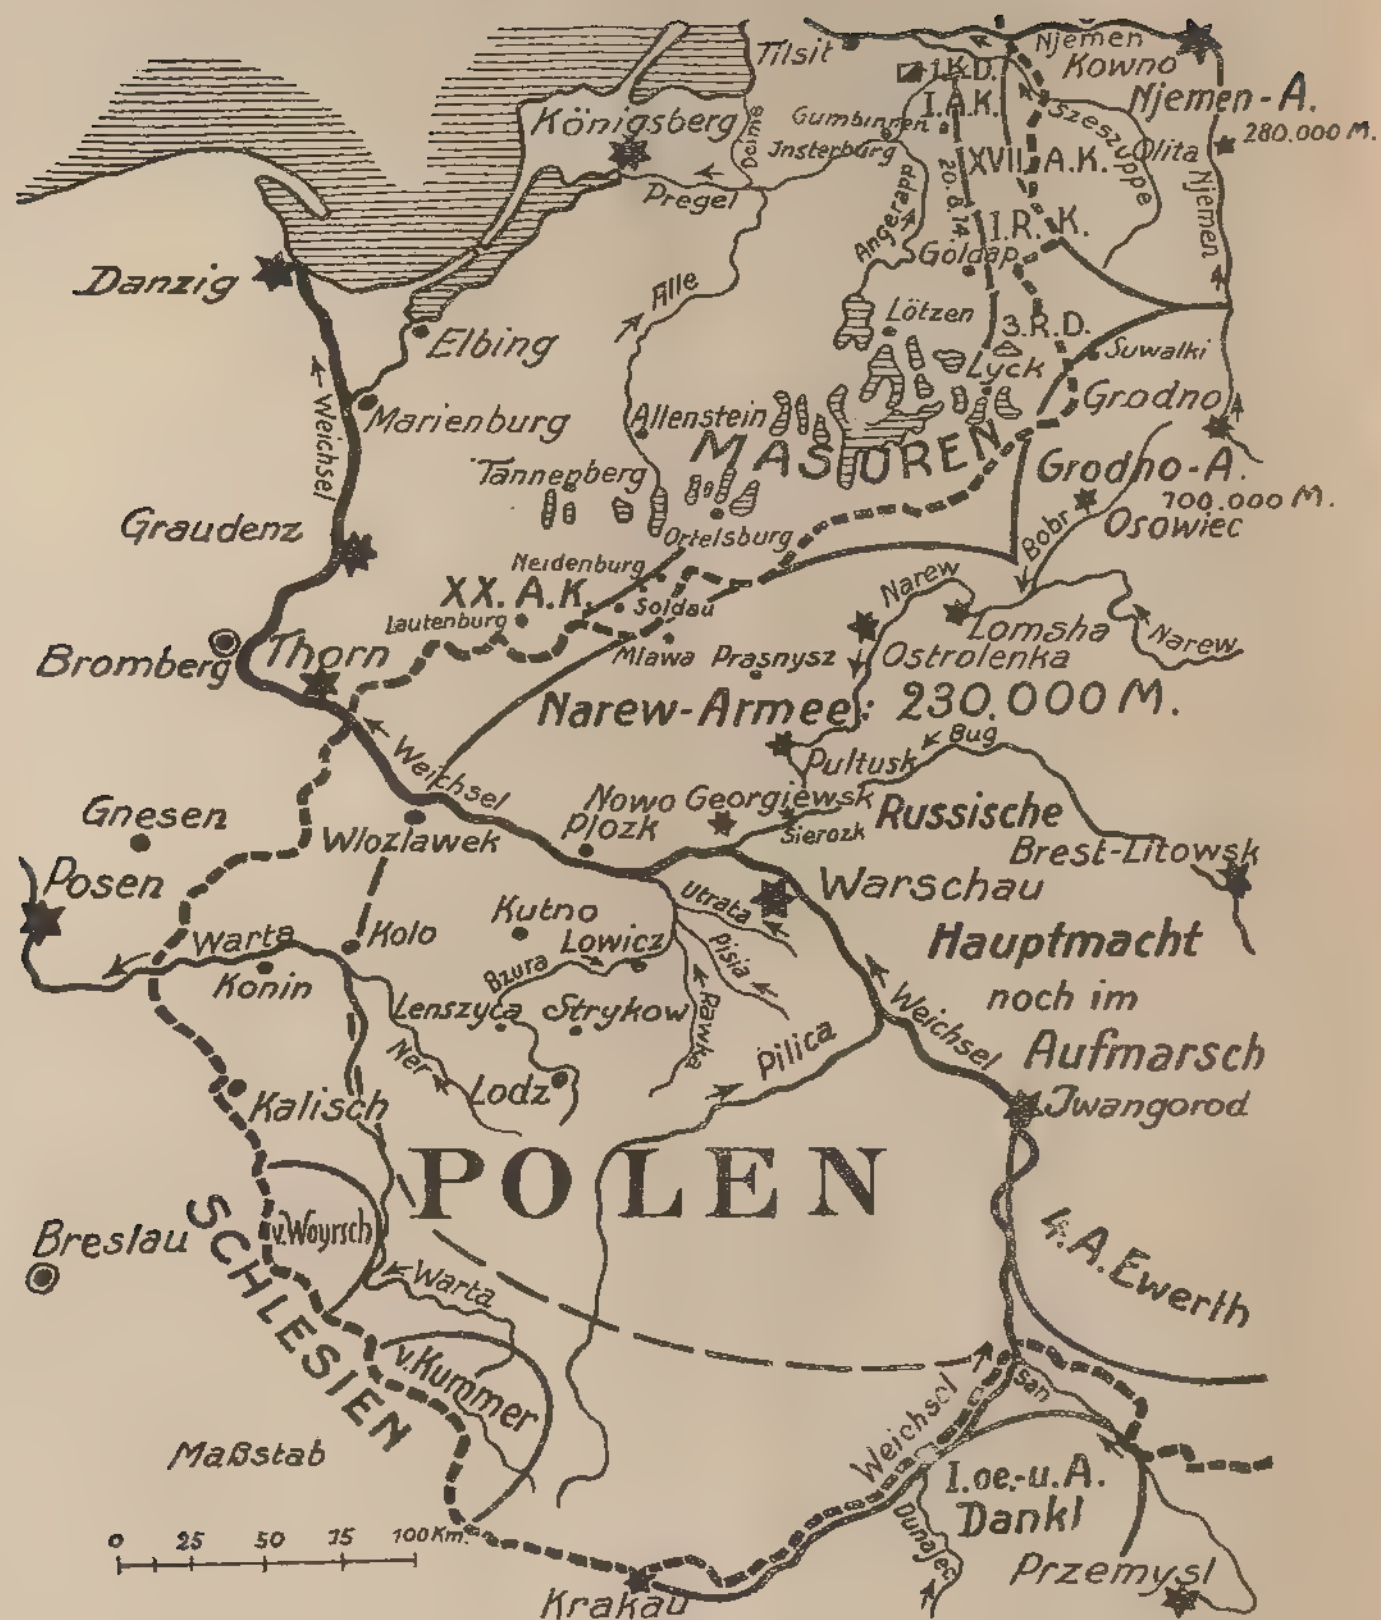 Tilsit
Njemen
Kowno
1.K.D.
I.A.K.
Njemen-A.
280.000 M.
Königsberg
Deime
Gumbinnen
Insterburg
Szeszuppe
Olita
XVII. A.K.
20.8.14
Pregel
Angerapp
Njemen
I.R.K.
Goldap
Danzig
Alle
Lötzen
3.R.D.
Elbing
Suwalki
Lyck
Grodno
Weichsel
Marienburg
Allenstein
MASUREN
Tannenberg
Grodno-A.
100.000 M.
Graudenz
Ortelsburg
Bobr
Osowiec
Neidenburg
XX. A.K.
Soldau
Narew
Lautenburg
Lomsha
Narew
Bromberg
Thorn
Mlawa
Prasnysz
Ostrolenka
Narew-Armee: 230.000 M.
Weichsel
Pultusk
Bug
Gnesen
Nowo Georgiewsk
Plozk
Sierozk
Russische
Wlozlawek
Brest-Litowsk
Posen
Warschau
Utrata
Kutno
Warta
Kolo
Lowicz
Pisia
Hauptmacht
Bzura
Konin
noch im
Lenszyca
Strykow
Rawka
Weichsel
Pilica
Aufmarsch
Ner
Lodz
Kalisch
Iwangorod
POLEN
SCHLESIEN
v.Woyrsch
Breslau
4.A.Ewerth
Warta
v.Kummer
San
Weichsel
Maßstab
I.oe.-u.A.
Dankl
0 25 50 75 100 Km.
Dunajec
Przemysl
Krakau